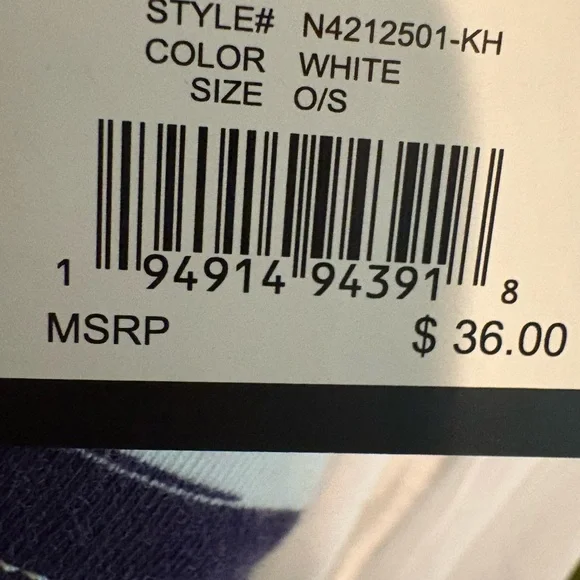 STYLE# N4212501-KH
COLOR WHITE
SIZE O/S
1 94914 94391 8
MSRP $ 36.00